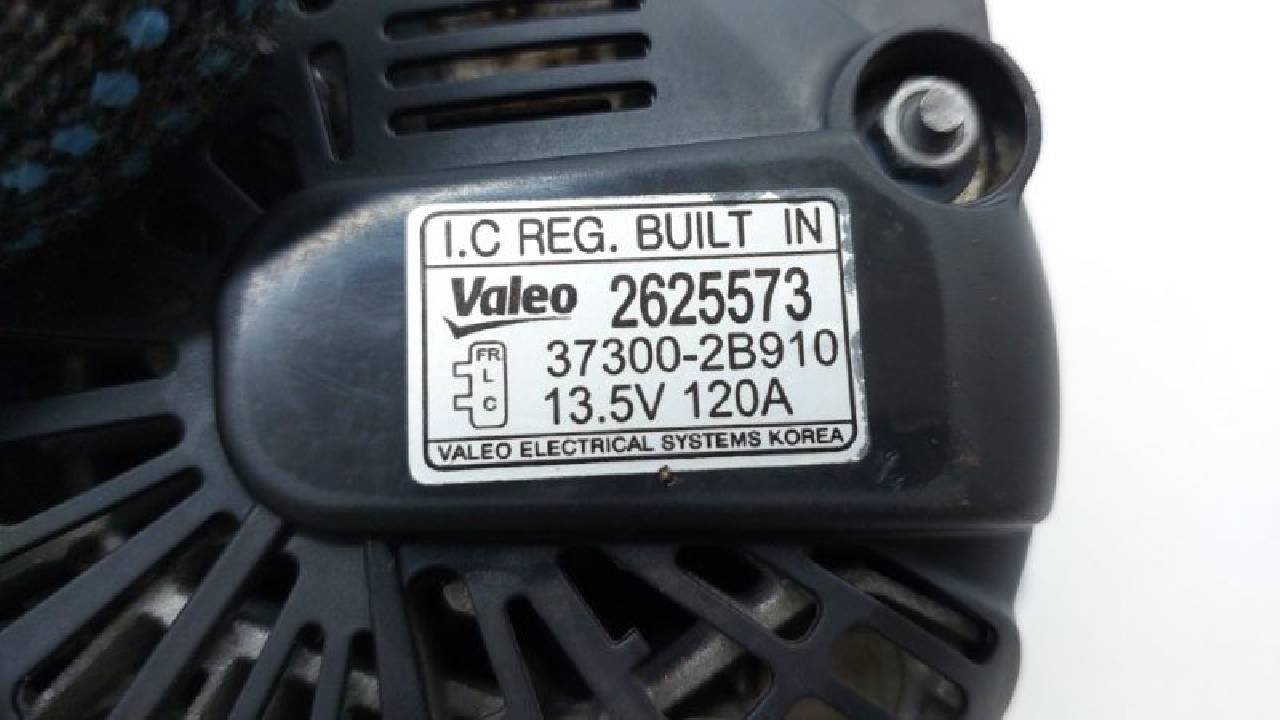 I.C REG. BUILT IN
Valeo 2625573
FR
L
C
37300-2B910
13.5V 120A
VALEO ELECTRICAL SYSTEMS KOREA